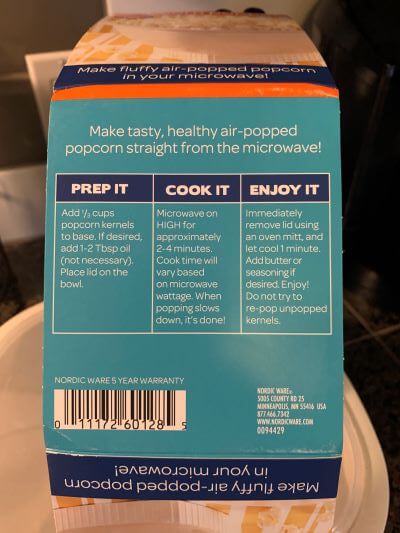 Make fluffy air-popped popcorn
in your microwave!
Make tasty, healthy air-popped
popcorn straight from the microwave!
PREP IT
Add 1/3 cups
popcorn kernels
to base. If desired,
add 1-2 Tbsp oil
(not necessary).
Place lid on the
bowl.
COOK IT
Microwave on
HIGH for
approximately
2-4 minutes.
Cook time will
vary based
on microwave
wattage. When
popping slows
down, it's done!
ENJOY IT
Immediately
remove lid using
an oven mitt, and
let cool 1 minute.
Add butter or
seasoning if
desired. Enjoy!
Do not try to
re-pop unpopped
kernels.
NORDIC WARE 5 YEAR WARRANTY
0 11172 60128 5
NORDIC WARE®
5005 COUNTY RD 25
MINNEAPOLIS, MN 55416 USA
877.466.7342
WWW.NORDICWARE.COM
0094429
Make fluffy air-popped popcorn
in your microwave!